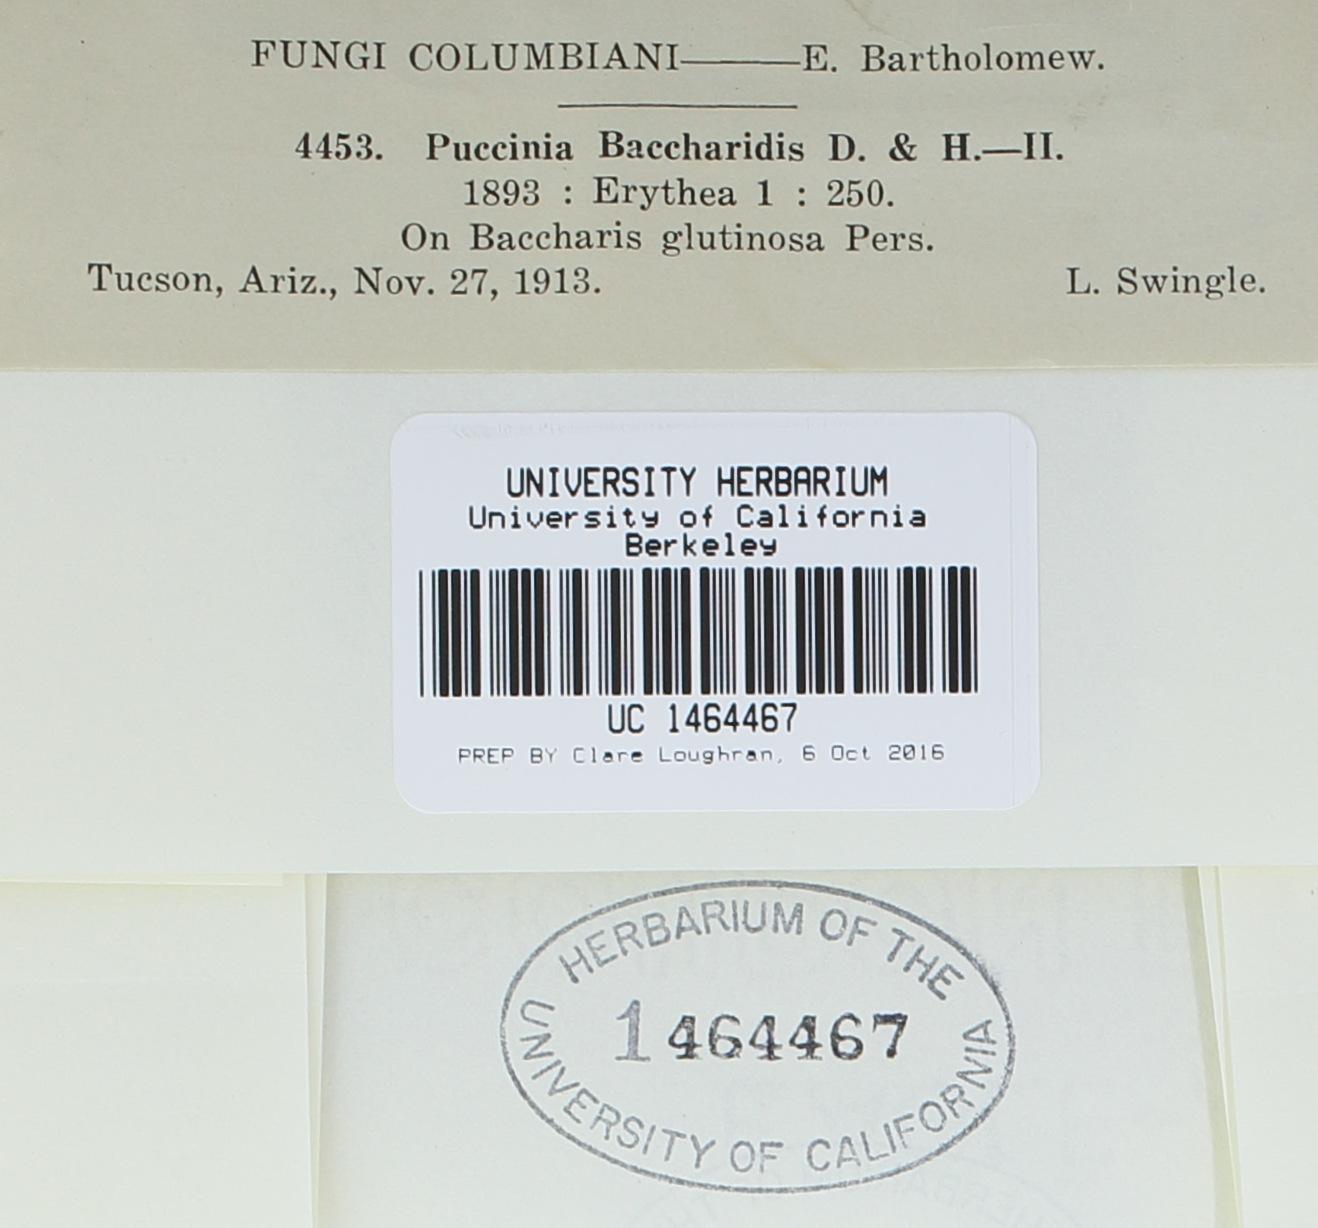 FUNGI COLUMBIANI———E. Bartholomew.
4453. Puccinia Baccharidis D. & H.—II.
1893 : Erythea 1 : 250.
On Baccharis glutinosa Pers.
Tucson, Ariz., Nov. 27, 1913. L. Swingle.
UNIVERSITY HERBARIUM
University of California
Berkeley
UC 1464467
PREP BY Clare Loughran, 6 Oct 2016
HERBARIUM OF THE
1464467
UNIVERSITY OF CALIFORNIA